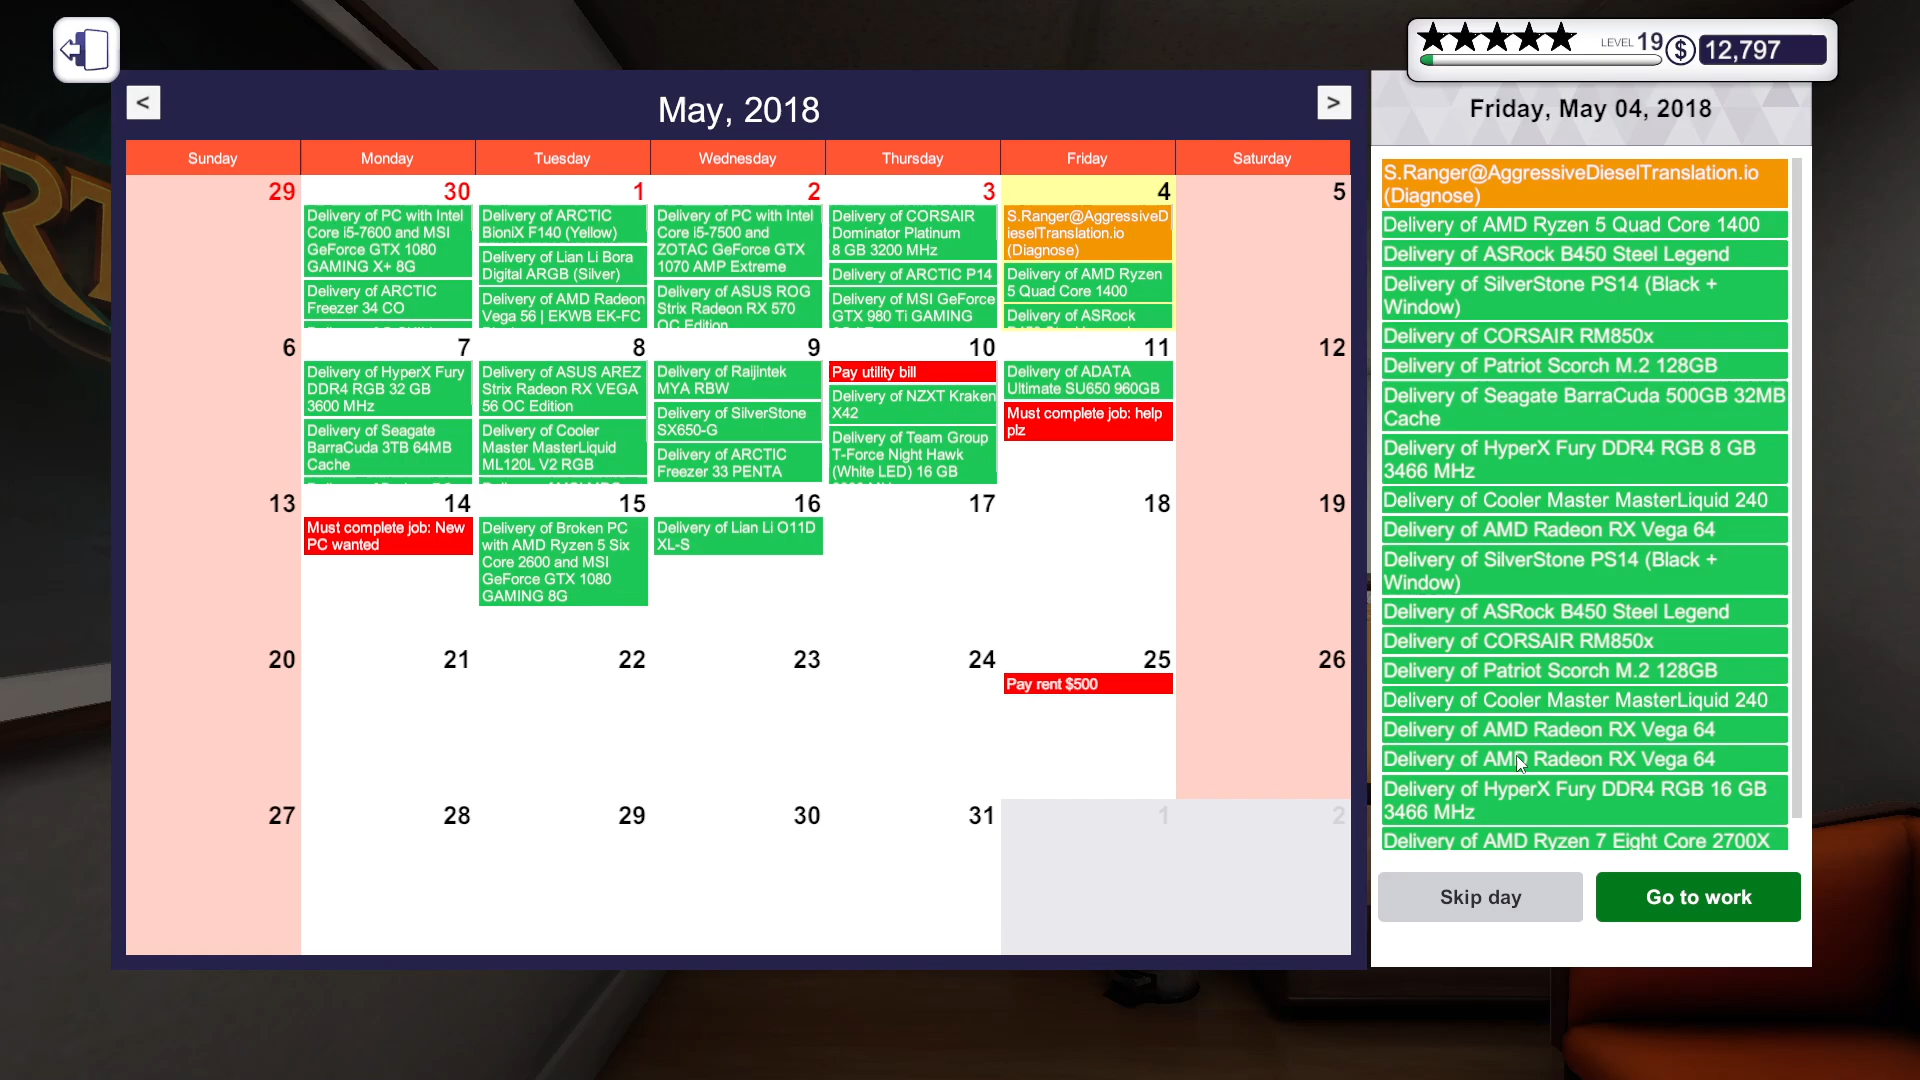 LEVEL 19
$ 12,797
<
May, 2018
>
Friday, May 04, 2018
Sunday Monday Tuesday Wednesday Thursday Friday Saturday
29
30
Delivery of PC with Intel
Core i5-7600 and MSI
GeForce GTX 1080
GAMING X+ 8G
Delivery of ARCTIC
Freezer 34 CO
1
Delivery of ARCTIC
BioniX F140 (Yellow)
Delivery of Lian Li Bora
Digital ARGB (Silver)
Delivery of AMD Radeon
Vega 56 | EKWB EK-FC
2
Delivery of PC with Intel
Core i5-7500 and
ZOTAC GeForce GTX
1070 AMP Extreme
Delivery of ASUS ROG
Strix Radeon RX 570
OC Edition
3
Delivery of CORSAIR
Dominator Platinum
8 GB 3200 MHz
Delivery of ARCTIC P14
Delivery of MSI GeForce
GTX 980 Ti GAMING
4
S.Ranger@AggressiveD
ieselTranslation.io
(Diagnose)
Delivery of AMD Ryzen
5 Quad Core 1400
Delivery of ASRock
5
6
7
Delivery of HyperX Fury
DDR4 RGB 32 GB
3600 MHz
Delivery of Seagate
BarraCuda 3TB 64MB
Cache
8
Delivery of ASUS AREZ
Strix Radeon RX VEGA
56 OC Edition
Delivery of Cooler
Master MasterLiquid
ML120L V2 RGB
9
Delivery of Raijintek
MYA RBW
Delivery of SilverStone
SX650-G
Delivery of ARCTIC
Freezer 33 PENTA
10
Pay utility bill
Delivery of NZXT Kraken
X42
Delivery of Team Group
T-Force Night Hawk
(White LED) 16 GB
11
Delivery of ADATA
Ultimate SU650 960GB
Must complete job: help
plz
12
13
14
Must complete job: New
PC wanted
15
Delivery of Broken PC
with AMD Ryzen 5 Six
Core 2600 and MSI
GeForce GTX 1080
GAMING 8G
16
Delivery of Lian Li O11D
XL-S
17
18
19
20
21
22
23
24
25
Pay rent $500
26
27
28
29
30
31
1
2
S.Ranger@AggressiveDieselTranslation.io
(Diagnose)
Delivery of AMD Ryzen 5 Quad Core 1400
Delivery of ASRock B450 Steel Legend
Delivery of SilverStone PS14 (Black +
Window)
Delivery of CORSAIR RM850x
Delivery of Patriot Scorch M.2 128GB
Delivery of Seagate BarraCuda 500GB 32MB
Cache
Delivery of HyperX Fury DDR4 RGB 8 GB
3466 MHz
Delivery of Cooler Master MasterLiquid 240
Delivery of AMD Radeon RX Vega 64
Delivery of SilverStone PS14 (Black +
Window)
Delivery of ASRock B450 Steel Legend
Delivery of CORSAIR RM850x
Delivery of Patriot Scorch M.2 128GB
Delivery of Cooler Master MasterLiquid 240
Delivery of AMD Radeon RX Vega 64
Delivery of AMD Radeon RX Vega 64
Delivery of HyperX Fury DDR4 RGB 16 GB
3466 MHz
Delivery of AMD Ryzen 7 Eight Core 2700X
Skip day
Go to work